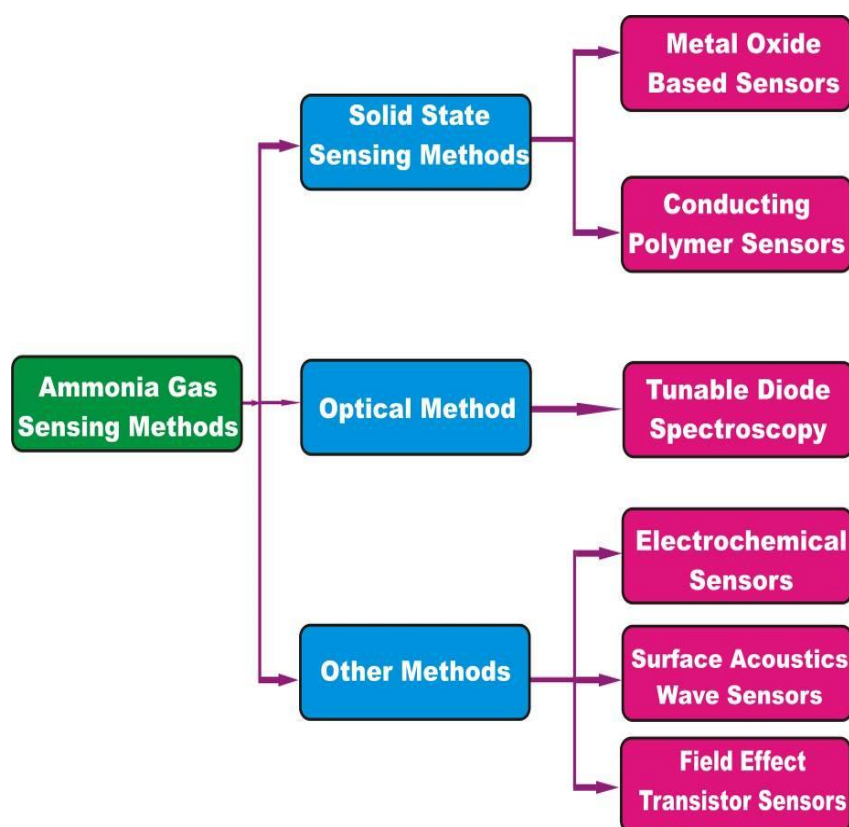 Metal Oxide
Based Sensors
Solid State
Sensing Methods
Conducting
Polymer Sensors
Ammonia Gas
Sensing Methods
Optical Method
Tunable Diode
Spectroscopy
Electrochemical
Sensors
Other Methods
Surface Acoustics
Wave Sensors
Field Effect
Transistor Sensors